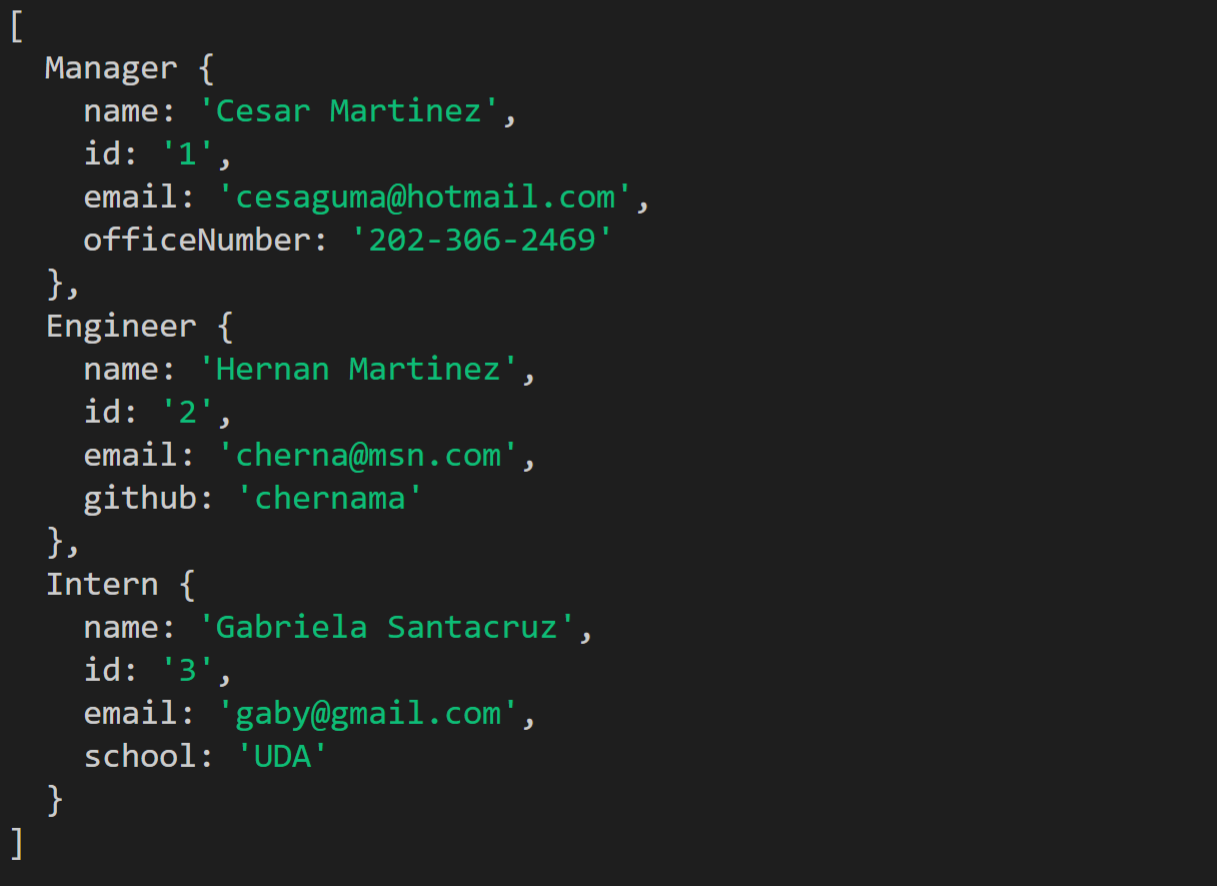 [
  Manager {
    name: 'Cesar Martinez',
    id: '1',
    email: 'cesaguma@hotmail.com',
    officeNumber: '202-306-2469'
  },
  Engineer {
    name: 'Hernan Martinez',
    id: '2',
    email: 'cherna@msn.com',
    github: 'chernama'
  },
  Intern {
    name: 'Gabriela Santacruz',
    id: '3',
    email: 'gaby@gmail.com',
    school: 'UDA'
  }
]